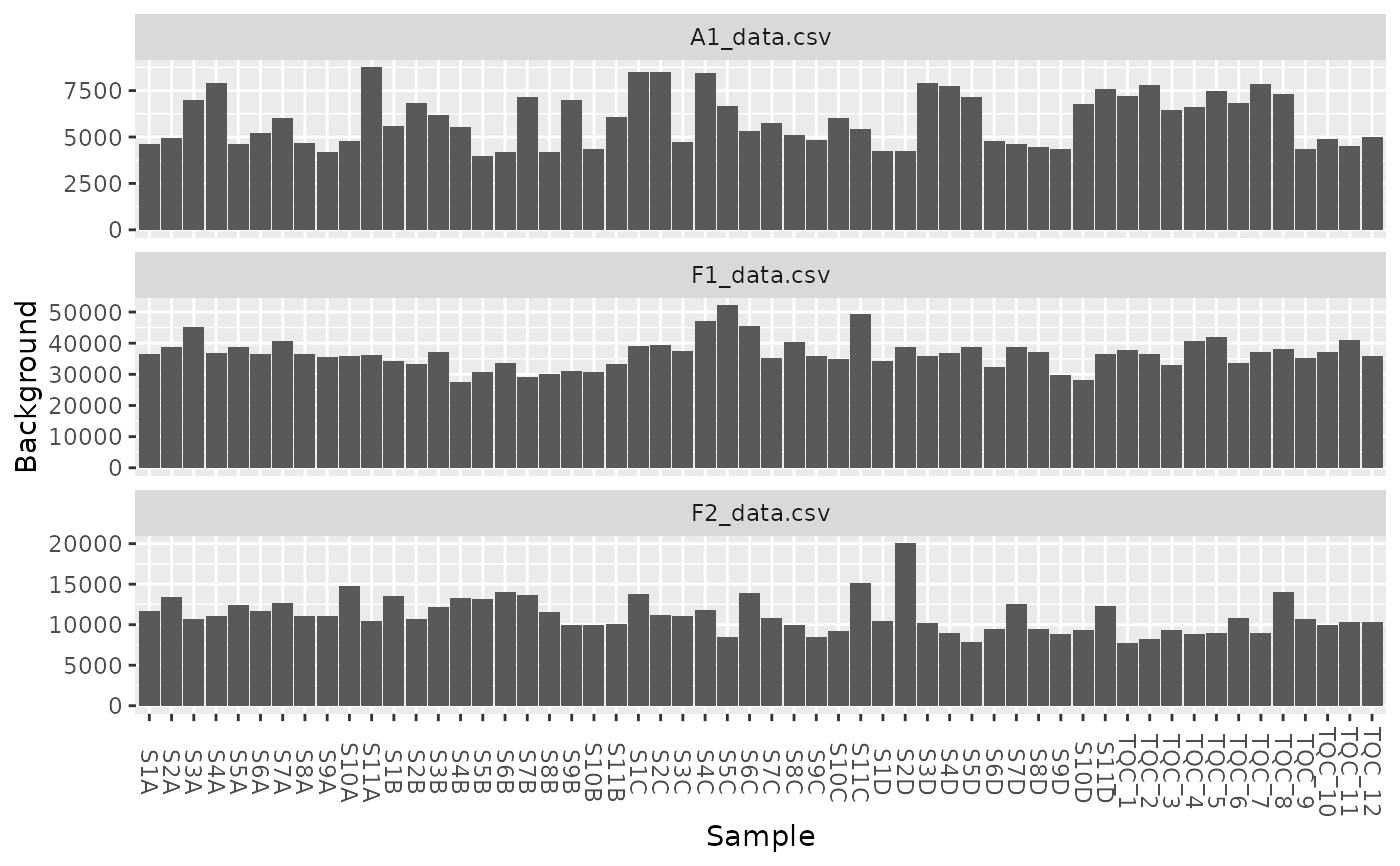 A1_data.csv
7500
5000
2500
0
F1_data.csv
50000
40000
30000
20000
10000
0
Background
F2_data.csv
20000
15000
10000
5000
0
S1A
S2A
S3A
S4A
S5A
S6A
S7A
S8A
S9A
S10A
S11A
S1B
S2B
S3B
S4B
S5B
S6B
S7B
S8B
S9B
S10B
S11B
S1C
S2C
S3C
S4C
S5C
S6C
S7C
S8C
S9C
S10C
S11C
S1D
S2D
S3D
S4D
S5D
S6D
S7D
S8D
S9D
S10D
S11D
TQC_1
TQC_2
TQC_3
TQC_4
TQC_5
TQC_6
TQC_7
TQC_8
TQC_9
TQC_10
TQC_11
TQC_12
Sample